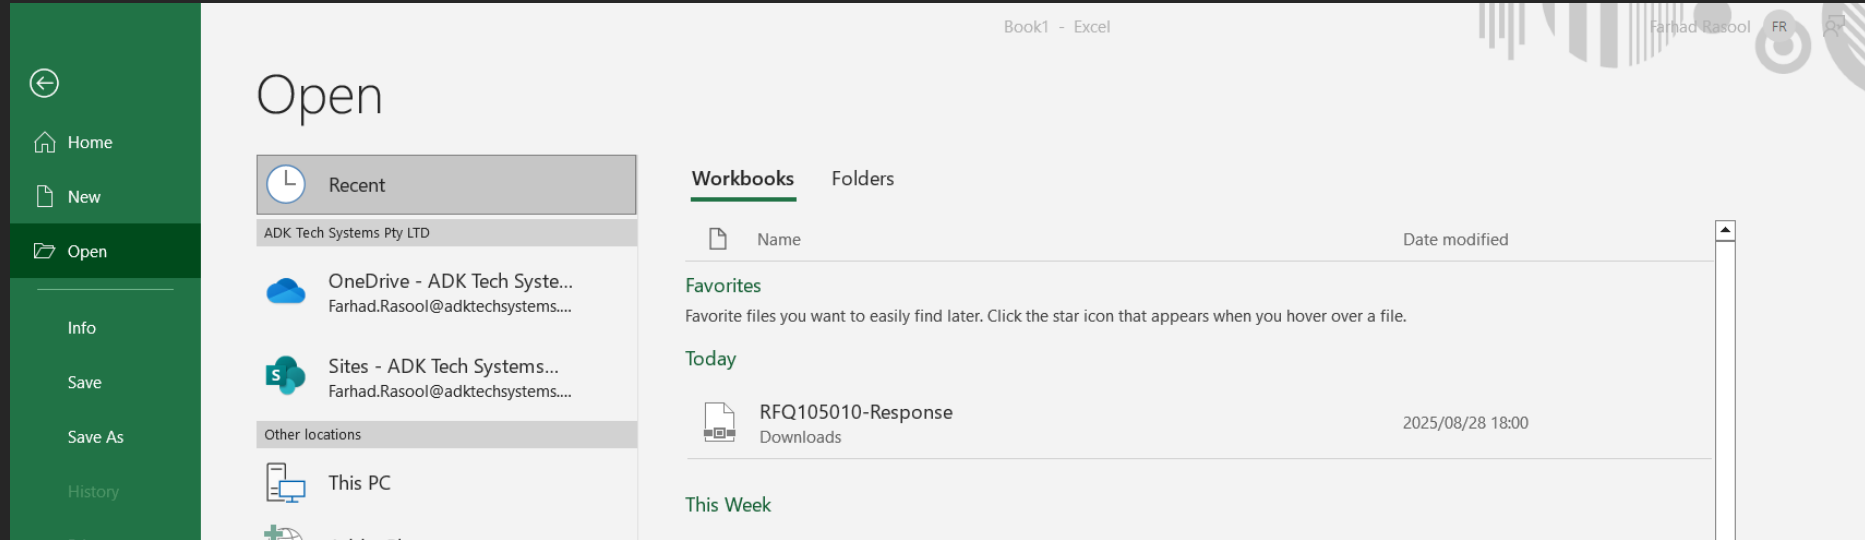 Book1 - Excel
Farhad Rasool
FR
Open
Home
New
Open
Info
Save
Save As
History
Recent
ADK Tech Systems Pty LTD
OneDrive - ADK Tech Syste...
Farhad.Rasool@adktechsystems....
Sites - ADK Tech Systems...
Farhad.Rasool@adktechsystems....
Other locations
This PC
Workbooks
Folders
Name
Date modified
Favorites
Favorite files you want to easily find later. Click the star icon that appears when you hover over a file.
Today
RFQ105010-Response
Downloads
2025/08/28 18:00
This Week